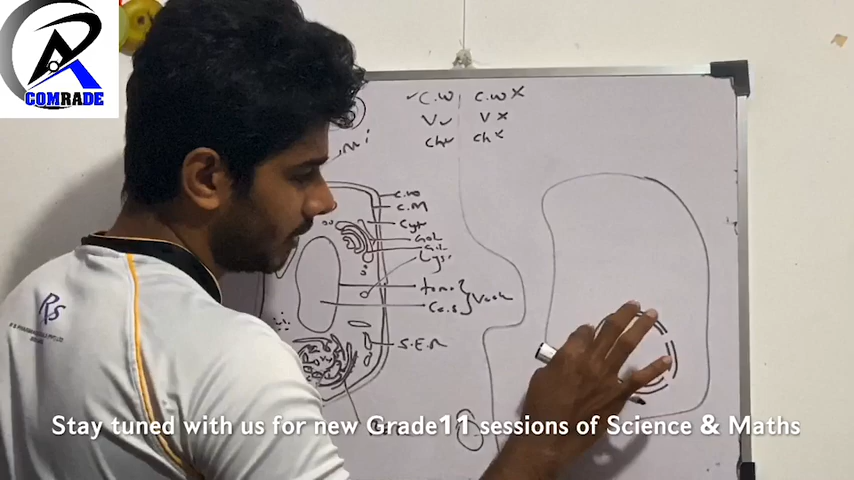 COMRADE
✓C.W C.W X
V✓ V X
Ch✓ Ch X
Mi
C.W
C.M
Cyt
Gol
Lys
tono
C.S
S.E.R
RS
Stay tuned with us for new Grade11 sessions of Science & Maths